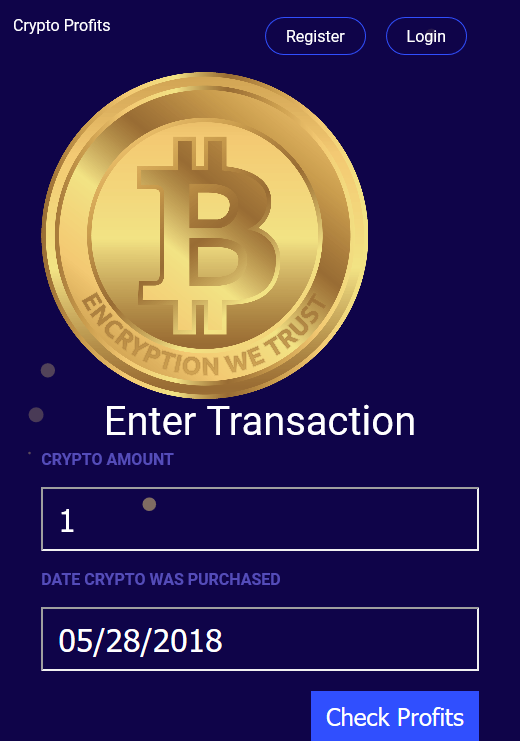 Crypto Profits
Register
Login
ENCRYPTION WE TRUST
Enter Transaction
CRYPTO AMOUNT
1
DATE CRYPTO WAS PURCHASED
05/28/2018
Check Profits